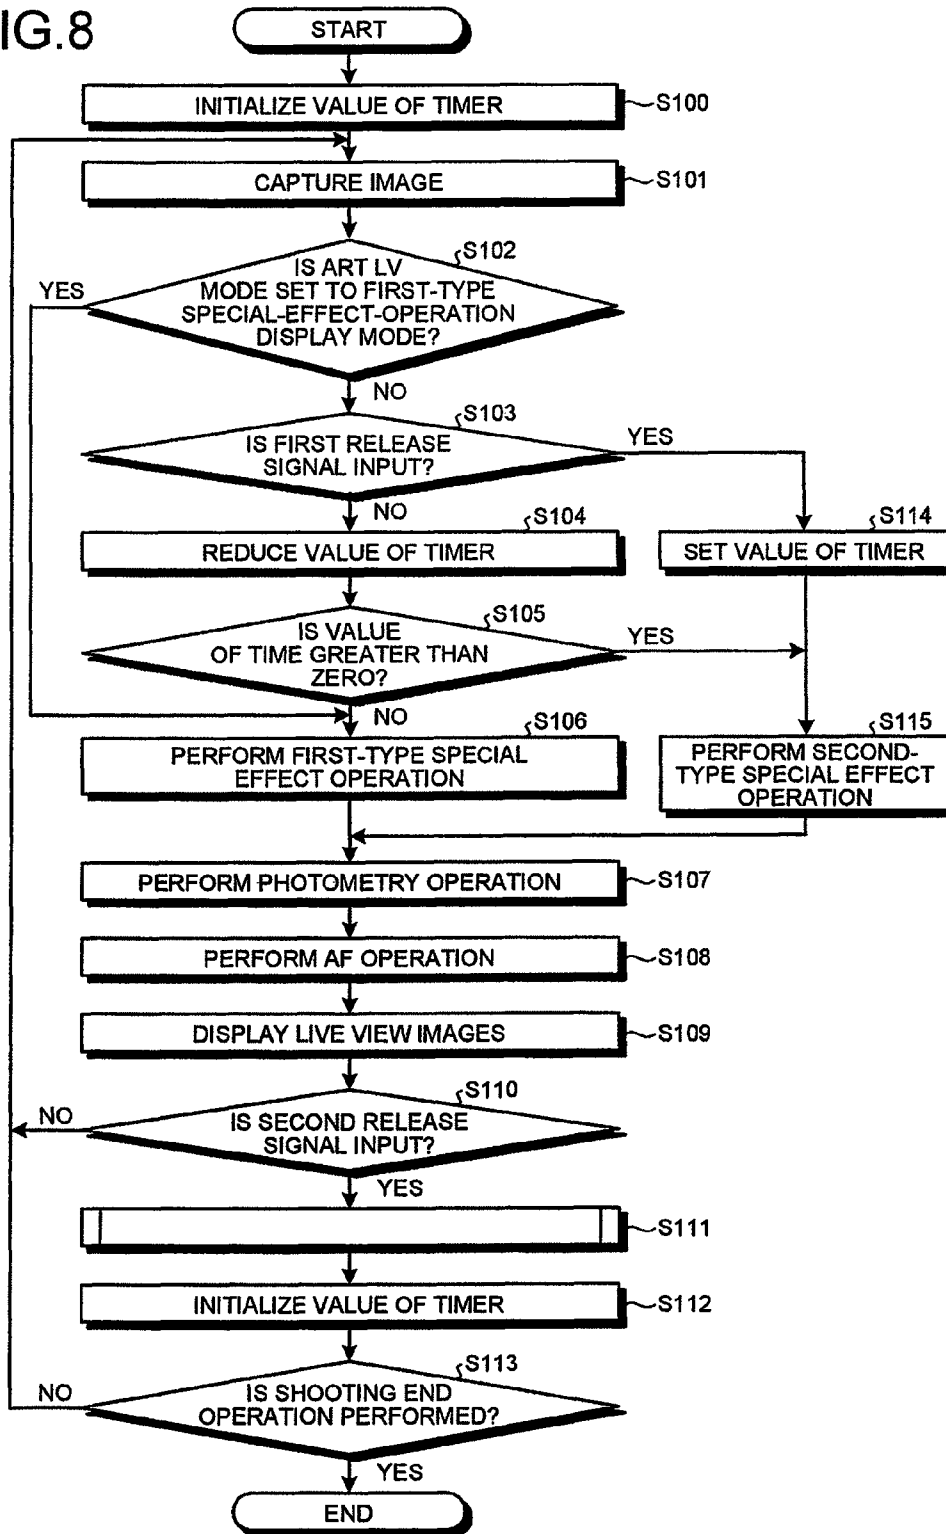 IG.8
START
INITIALIZE VALUE OF TIMER
S100
CAPTURE IMAGE
S101
S102
IS ART LV
MODE SET TO FIRST-TYPE
SPECIAL-EFFECT-OPERATION
DISPLAY MODE?
YES
NO
S103
IS FIRST RELEASE
SIGNAL INPUT?
YES
NO
S104
REDUCE VALUE OF TIMER
S114
SET VALUE OF TIMER
S105
IS VALUE
OF TIME GREATER THAN
ZERO?
YES
NO
S106
PERFORM FIRST-TYPE SPECIAL
EFFECT OPERATION
S115
PERFORM SECOND-
TYPE SPECIAL EFFECT
OPERATION
PERFORM PHOTOMETRY OPERATION
S107
PERFORM AF OPERATION
S108
DISPLAY LIVE VIEW IMAGES
S109
S110
IS SECOND RELEASE
SIGNAL INPUT?
NO
YES
S111
INITIALIZE VALUE OF TIMER
S112
S113
IS SHOOTING END
OPERATION PERFORMED?
NO
YES
END